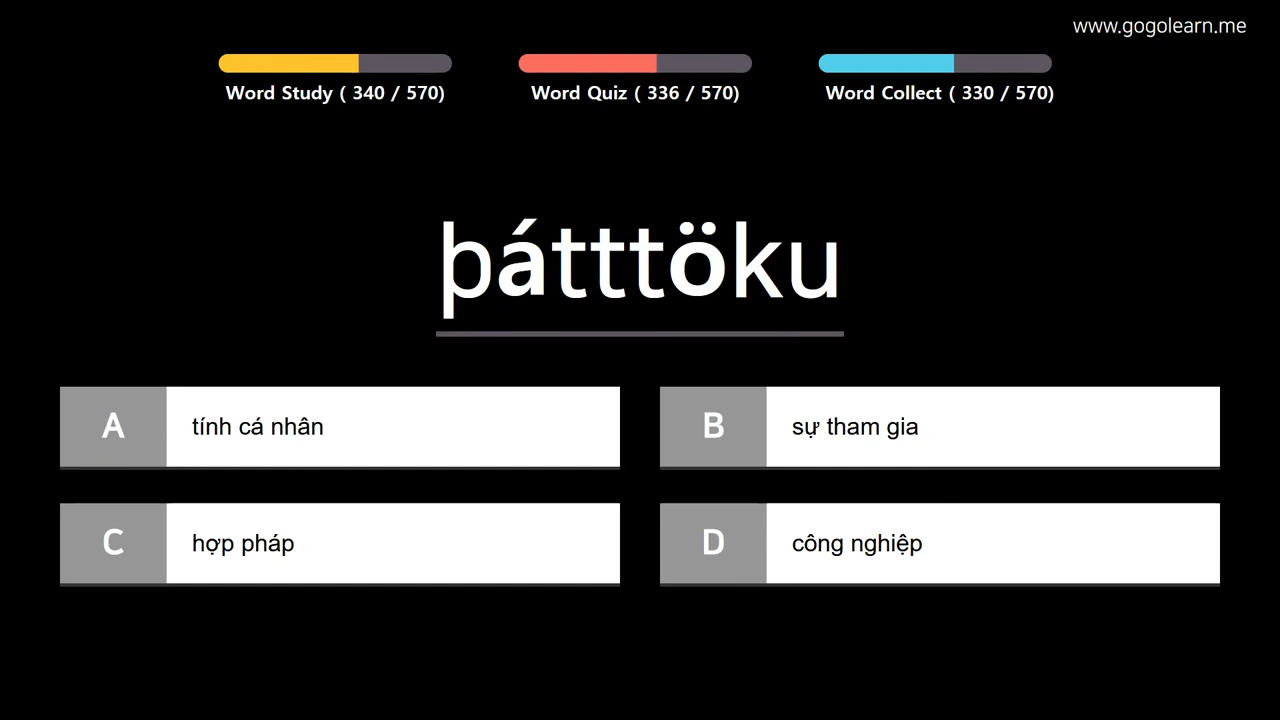 www.gogolearn.me
Word Study ( 340 / 570)
Word Quiz ( 336 / 570)
Word Collect ( 330 / 570)
þátttöku
A
tính cá nhân
B
sự tham gia
C
hợp pháp
D
công nghiệp